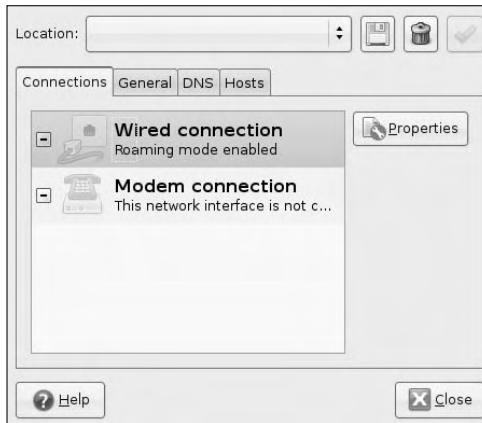 Location:
Connections General DNS Hosts
Wired connection
Roaming mode enabled
Properties
Modem connection
This network interface is not c...
Help
Close